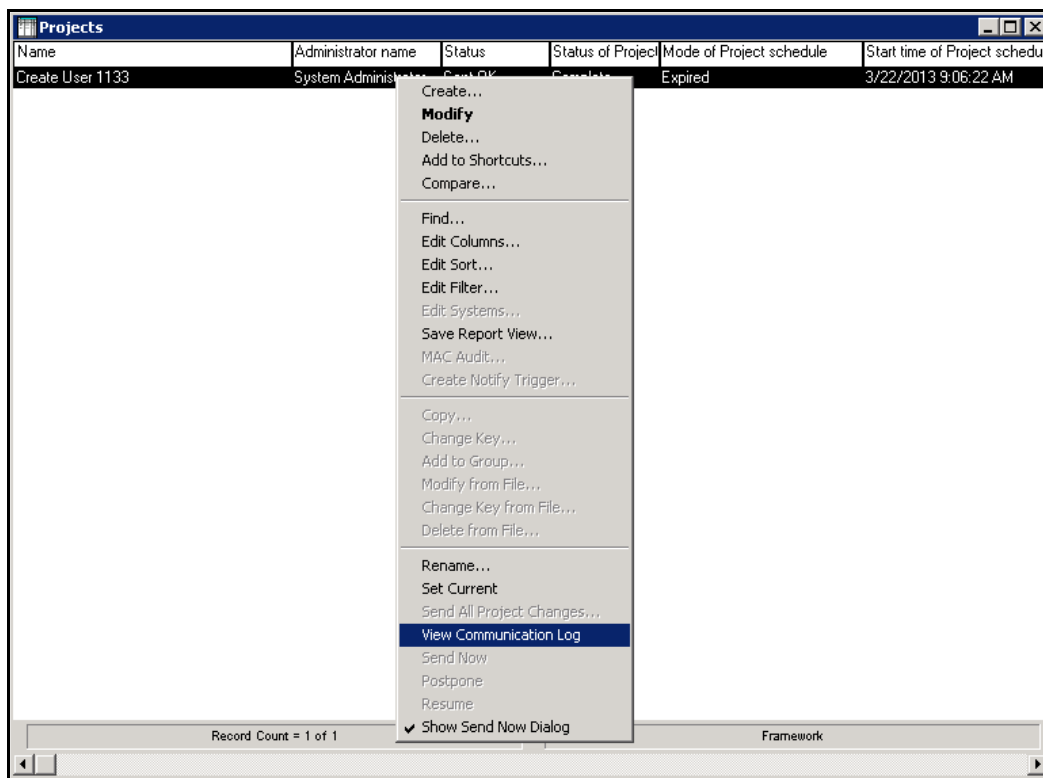 Projects
Name Administrator name Status Status of Project Mode of Project schedule Start time of Project schedu
Create User 1133 System Administrator Sent OK Complete Expired 3/22/2013 9:06:22 AM
Create...
Modify
Delete...
Add to Shortcuts...
Compare...
Find...
Edit Columns...
Edit Sort...
Edit Filter...
Edit Systems...
Save Report View...
MAC Audit...
Create Notify Trigger...
Copy...
Change Key...
Add to Group...
Modify from File...
Change Key from File...
Delete from File...
Rename...
Set Current
Send All Project Changes...
View Communication Log
Send Now
Postpone
Resume
Show Send Now Dialog
Record Count = 1 of 1 Framework